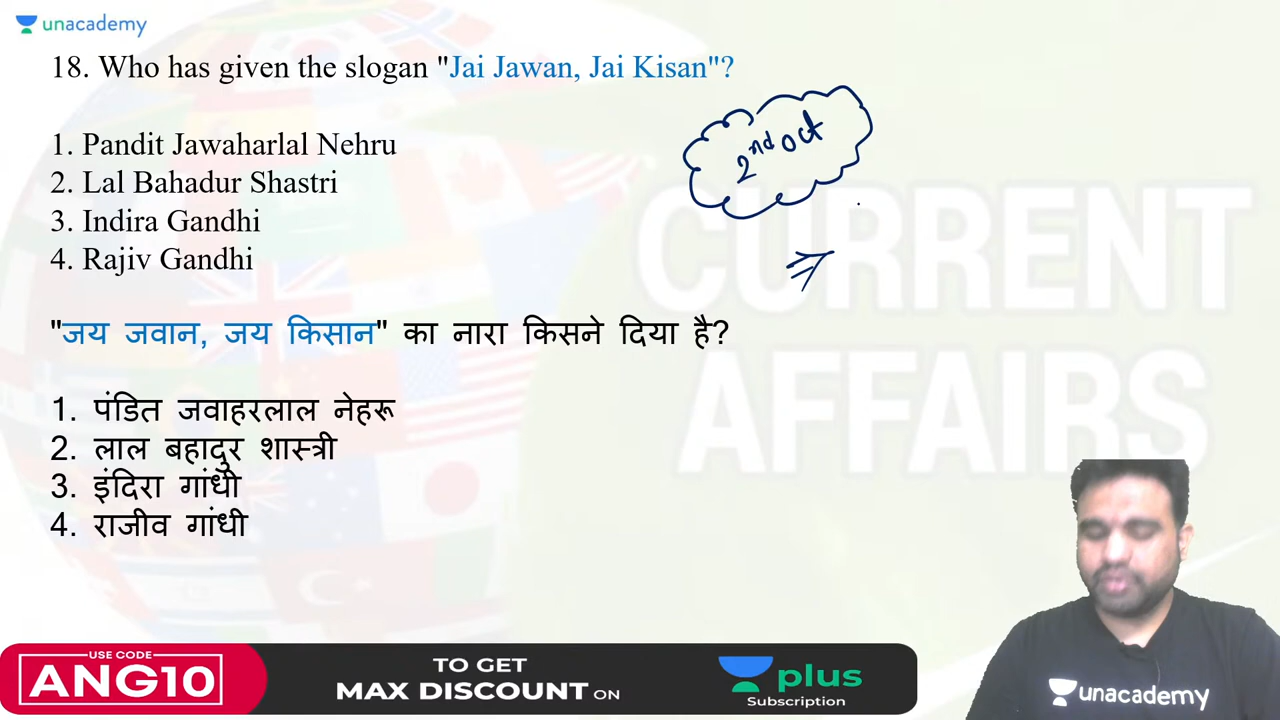 unacademy
18. Who has given the slogan "Jai Jawan, Jai Kisan"?
2nd oct
1. Pandit Jawaharlal Nehru
2. Lal Bahadur Shastri
3. Indira Gandhi
4. Rajiv Gandhi
CURRENT
AFFAIRS
"जय जवान, जय किसान" का नारा किसने दिया है?
1. पंडित जवाहरलाल नेहरू
2. लाल बहादुर शास्त्री
3. इंदिरा गांधी
4. राजीव गांधी
USE CODE
ANG10
TO GET
MAX DISCOUNT ON
plus
Subscription
unacademy